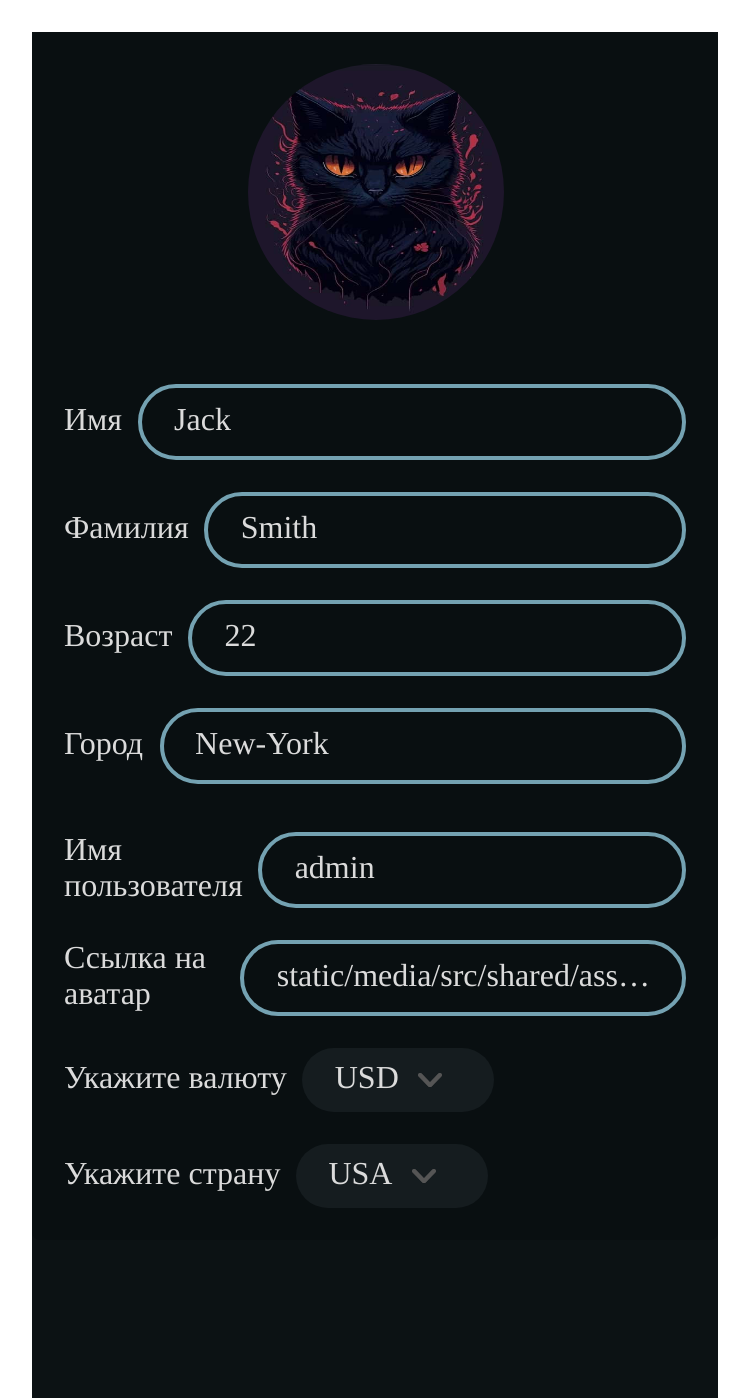 Имя Jack
Фамилия Smith
Возраст 22
Город New-York
Имя
пользователя
admin
Ссылка на
аватар
static/media/src/shared/ass…
Укажите валюту USD
Укажите страну USA